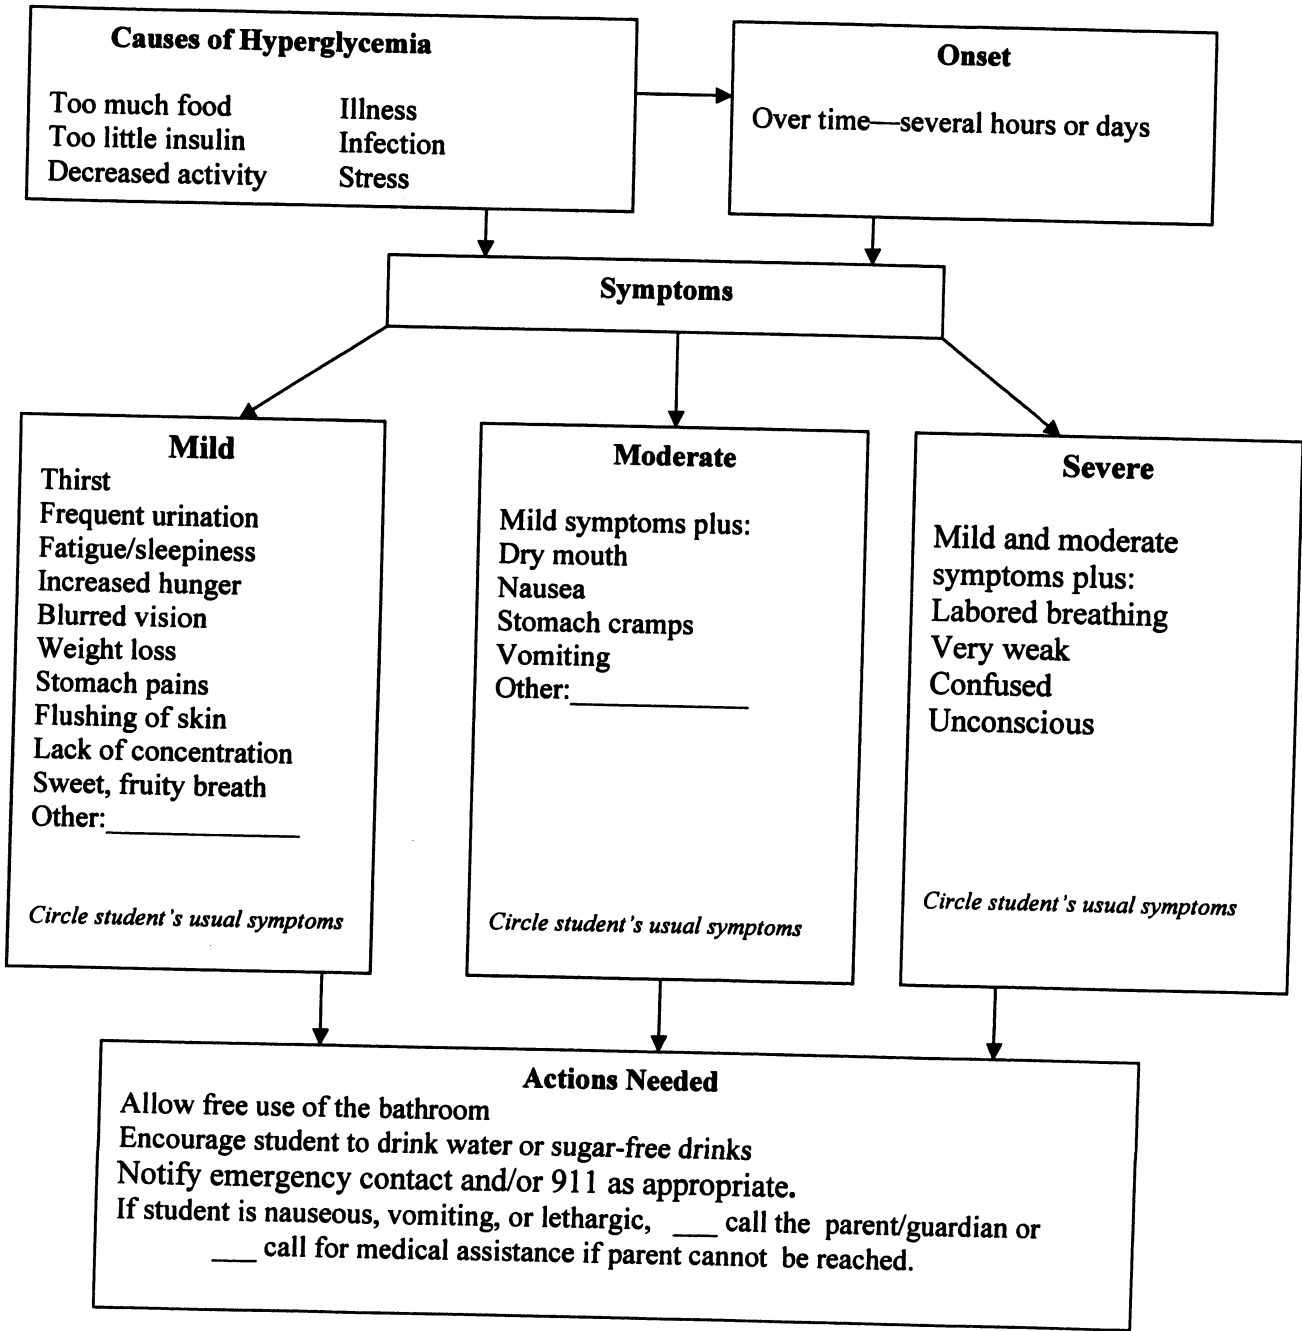 Causes of Hyperglycemia
Too much food Illness
Too little insulin Infection
Decreased activity Stress
Onset
Over time—several hours or days
Symptoms
Mild
Thirst
Frequent urination
Fatigue/sleepiness
Increased hunger
Blurred vision
Weight loss
Stomach pains
Flushing of skin
Lack of concentration
Sweet, fruity breath
Other:______________
Circle student's usual symptoms
Moderate
Mild symptoms plus:
Dry mouth
Nausea
Stomach cramps
Vomiting
Other:_____________
Circle student's usual symptoms
Severe
Mild and moderate
symptoms plus:
Labored breathing
Very weak
Confused
Unconscious
Circle student's usual symptoms
Actions Needed
Allow free use of the bathroom
Encourage student to drink water or sugar-free drinks
Notify emergency contact and/or 911 as appropriate.
If student is nauseous, vomiting, or lethargic, ___ call the parent/guardian or
___ call for medical assistance if parent cannot be reached.